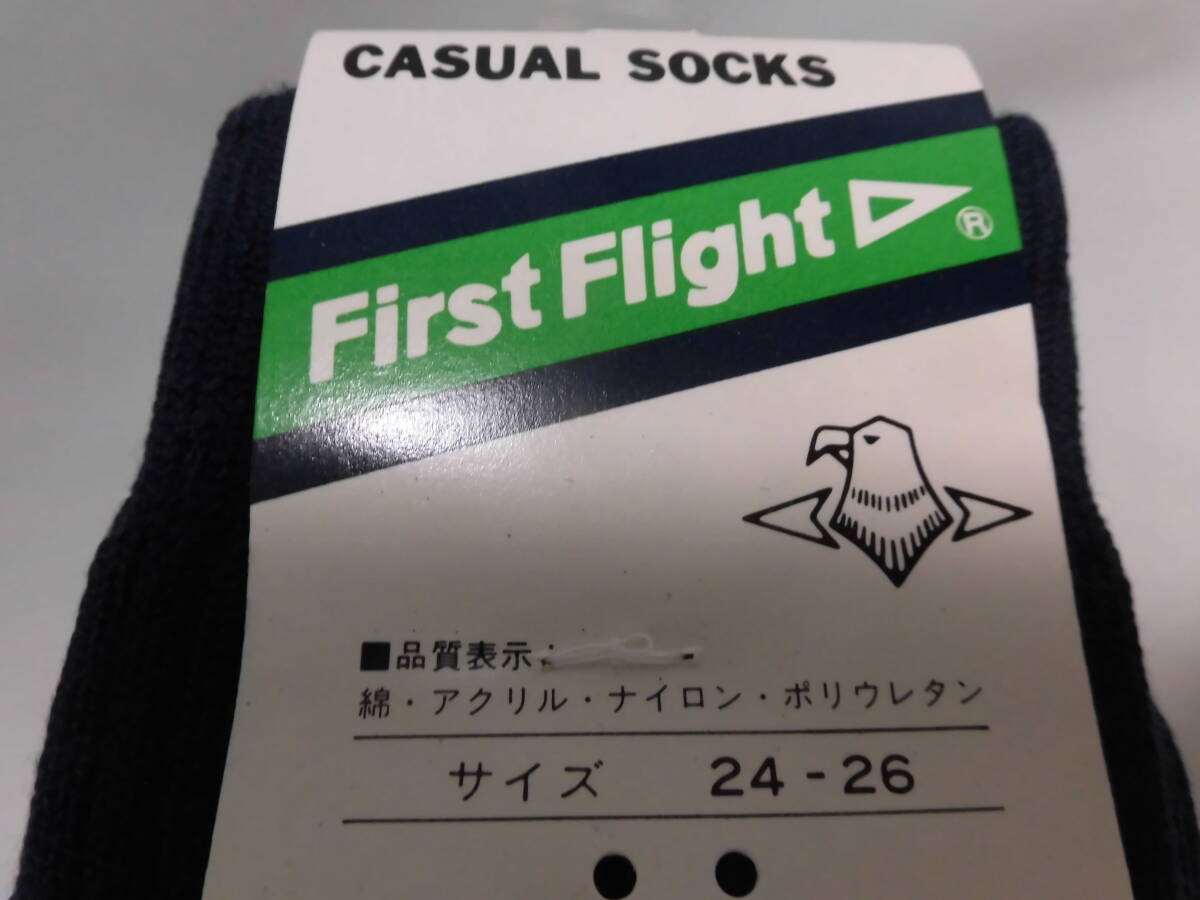 CASUAL SOCKS
First Flight ®
■品質表示:
綿・アクリル・ナイロン・ポリウレタン
サイズ 24-26